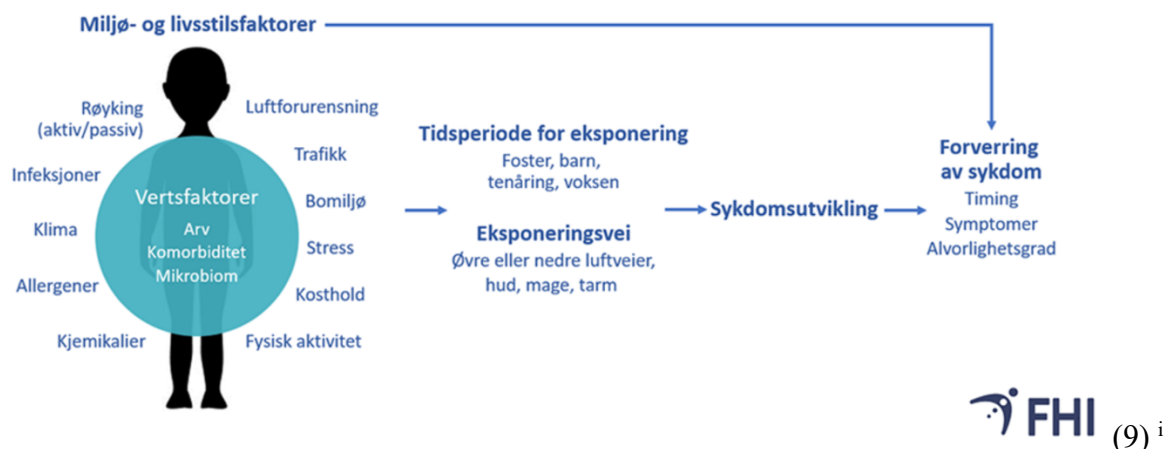 Miljø- og livsstilsfaktorer
Røyking
(aktiv/passiv)
Infeksjoner
Klima
Allergener
Kjemikalier
Vertsfaktorer
Arv
Komorbiditet
Mikrobiom
Luftforurensning
Trafikk
Bomiljø
Stress
Kosthold
Fysisk aktivitet
Tidsperiode for eksponering
Foster, barn,
tenåring, voksen
Eksponeringsvei
Øvre eller nedre luftveier,
hud, mage, tarm
Sykdomsutvikling
Forverring
av sykdom
Timing
Symptomer
Alvorlighetsgrad
FHI
(9) i